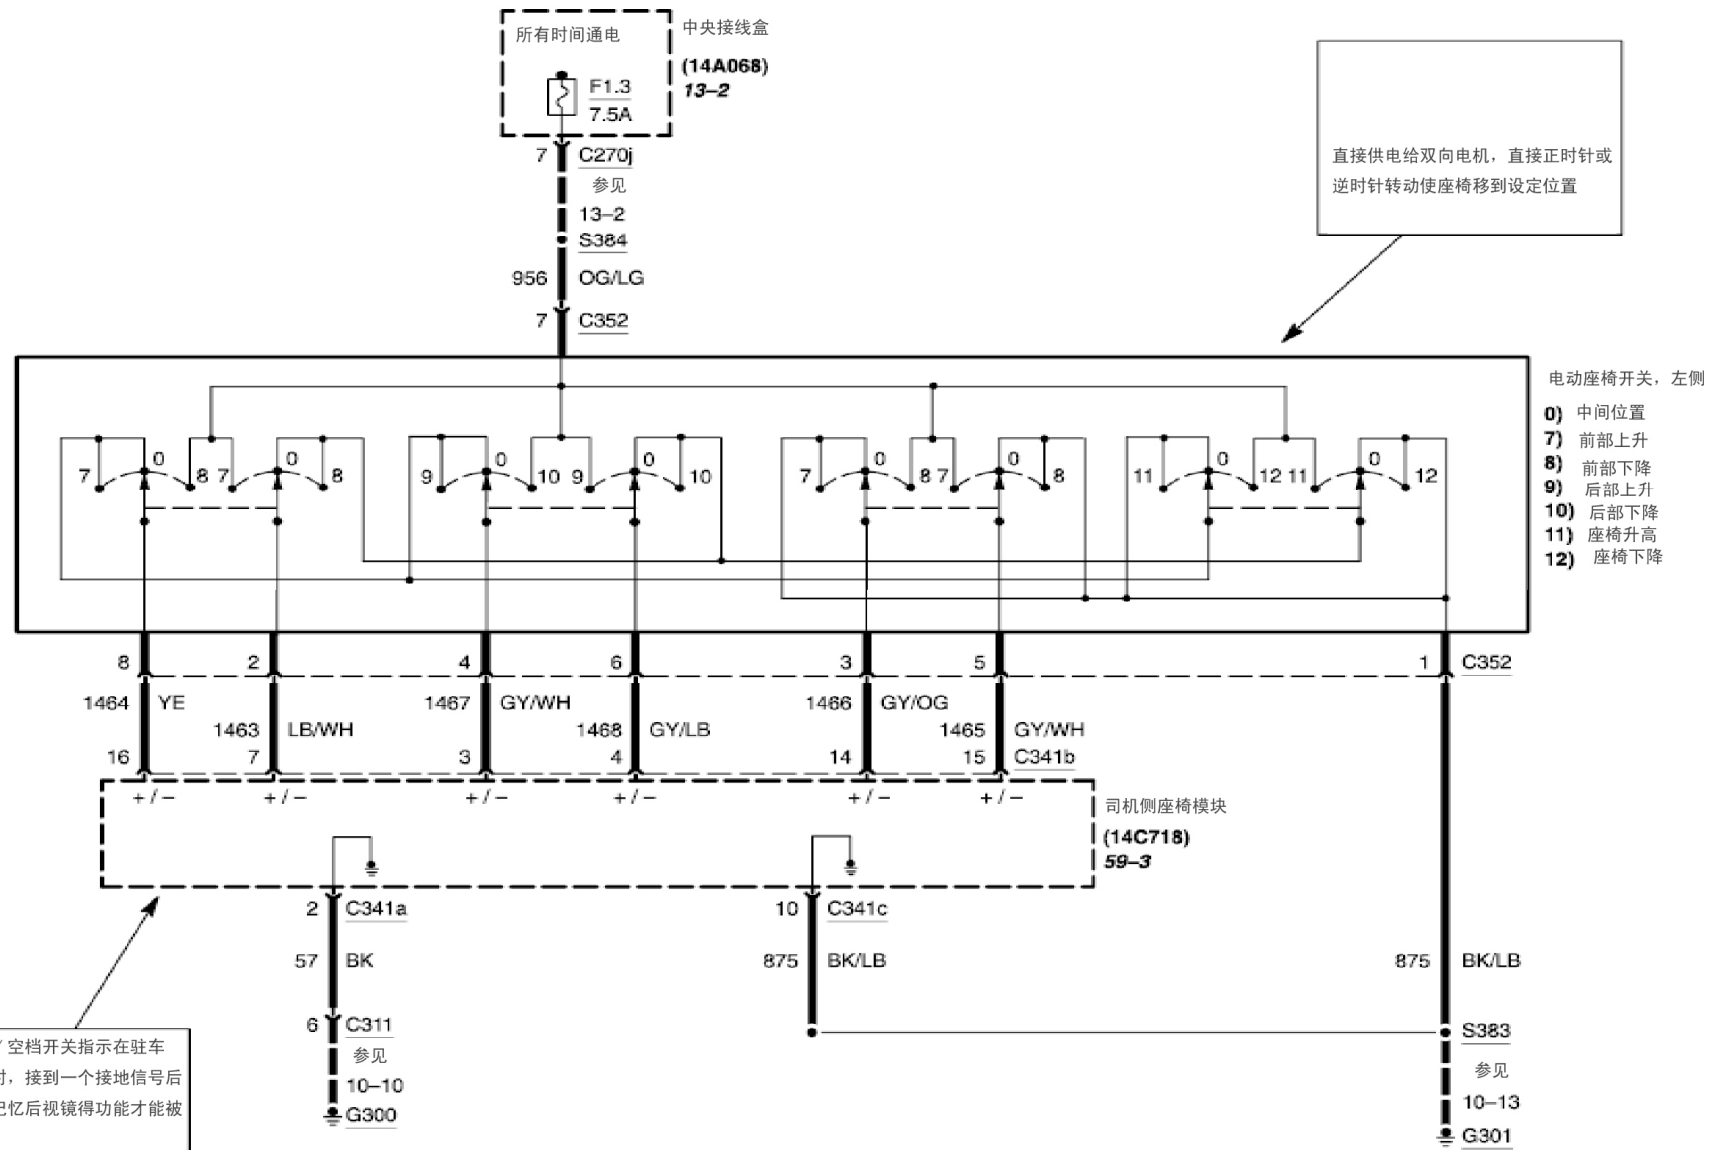 所有时间通电
中央接线盒
(14A068)
13–2
F1.3
7.5A
7 C270j
参见
13–2
S384
956 OG/LG
7 C352
直接供电给双向电机，直接正时针或
逆时针转动使座椅移到设定位置
电动座椅开关，左侧
0) 中间位置
7) 前部上升
8) 前部下降
9) 后部上升
10) 后部下降
11) 座椅升高
12) 座椅下降
7 0 8 7 0 8 9 0 10 9 0 10 7 0 8 7 0 8 11 0 12 11 0 12
8 2 4 6 3 5 1 C352
1464 YE 1467 GY/WH 1466 GY/OG
1463 LB/WH 1468 GY/LB 1465 GY/WH
16 7 3 4 14 15 C341b
+/– +/– +/– +/– +/– +/–
司机侧座椅模块
(14C718)
59–3
2 C341a 10 C341c
57 BK 875 BK/LB 875 BK/LB
6 C311
参见
10–10
G300
S383
参见
10–13
G301
/空档开关指示在驻车
时，接到一个接地信号后
记忆后视镜得功能才能被